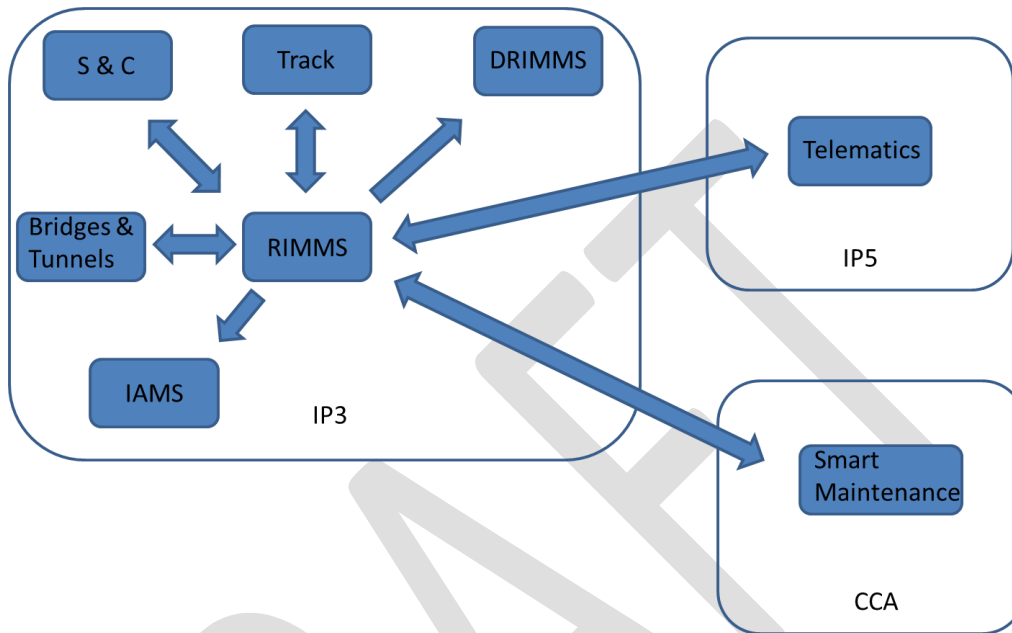 S & C
Track
DRIMMS
Telematics
Bridges &
Tunnels
RIMMS
IP5
IAMS
IP3
Smart
Maintenance
CCA
DRAFT